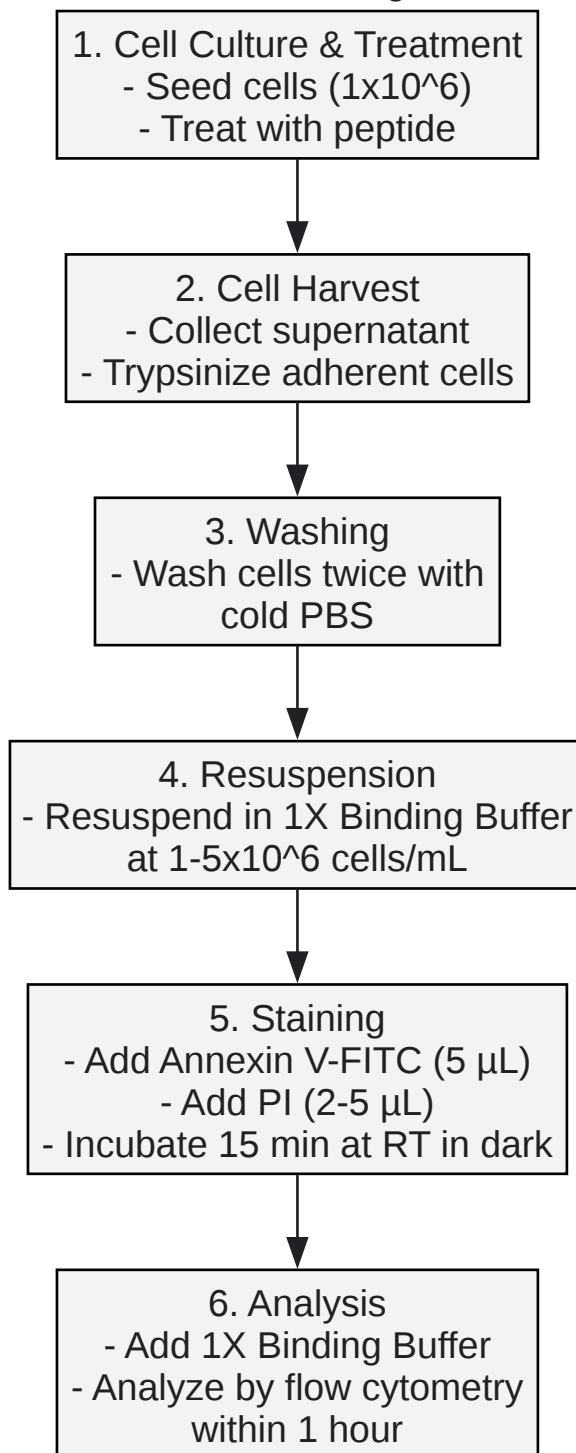 1. Cell Culture & Treatment
- Seed cells (1x10^6)
- Treat with peptide
2. Cell Harvest
- Collect supernatant
- Trypsinize adherent cells
3. Washing
- Wash cells twice with
cold PBS
4. Resuspension
- Resuspend in 1X Binding Buffer
at 1-5x10^6 cells/mL
5. Staining
- Add Annexin V-FITC (5 µL)
- Add PI (2-5 µL)
- Incubate 15 min at RT in dark
6. Analysis
- Add 1X Binding Buffer
- Analyze by flow cytometry
within 1 hour